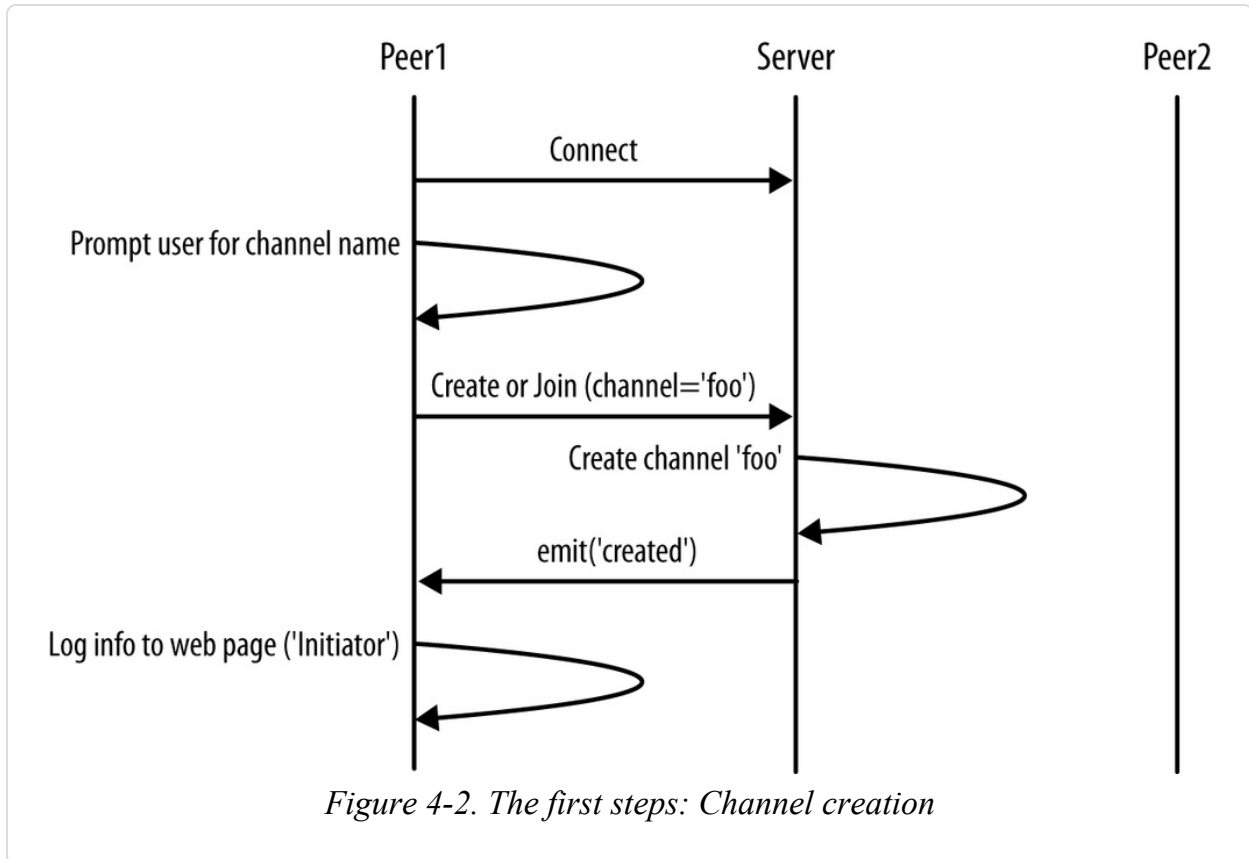 Peer1
Server
Peer2
Connect
Prompt user for channel name
Create or Join (channel='foo')
Create channel 'foo'
emit('created')
Log info to web page ('Initiator')
Figure 4-2. The first steps: Channel creation